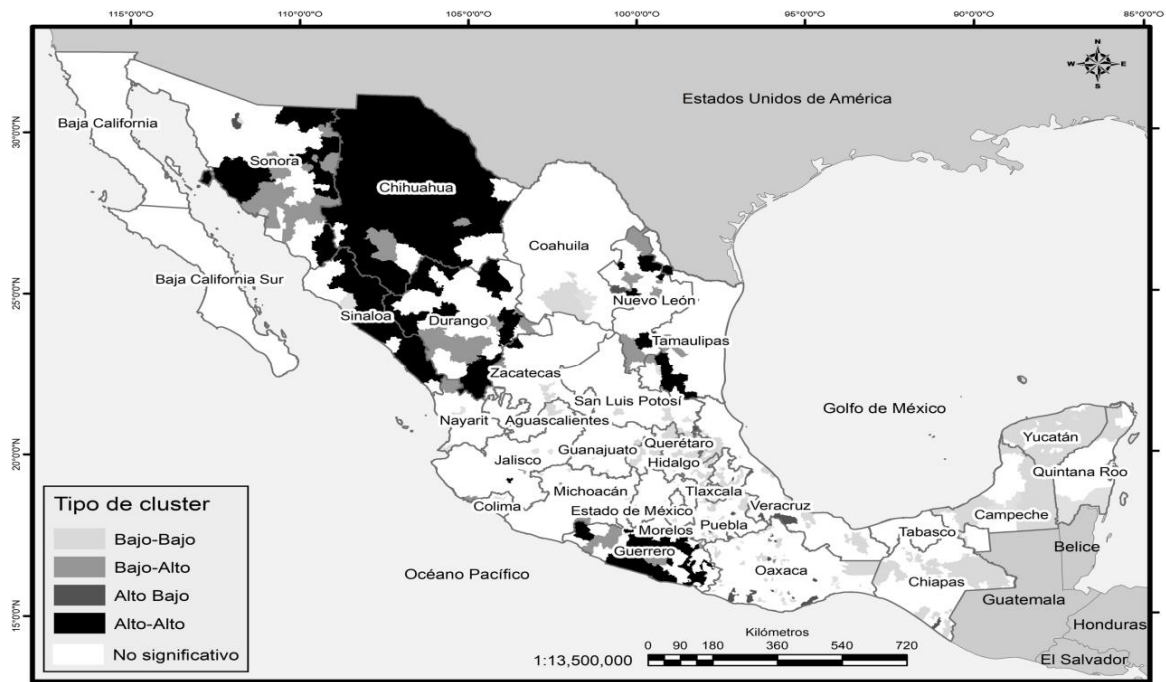 115°0'0"O 110°0'0"O 105°0'0"O 100°0'0"O 95°0'0"O 90°0'0"O 85°0'0"O
N
W E
S
Estados Unidos de América
30°0'0"N
25°0'0"N
20°0'0"N
15°0'0"N
Baja California
Sonora
Chihuahua
Coahuila
Baja California Sur
Nuevo León
Sinaloa
Durango
Tamaulipas
Zacatecas
San Luis Potosí
Golfo de México
Nayarit
Aguascalientes
Querétaro
Yucatán
Guanajuato
Hidalgo
Jalisco
Quintana Roo
Michoacán
Tlaxcala
Colima
Estado de México
Veracruz
Campeche
Morelos
Puebla
Tabasco
Guerrero
Belice
Océano Pacífico
Oaxaca
Chiapas
Guatemala
Honduras
El Salvador
Tipo de cluster
Bajo-Bajo
Bajo-Alto
Alto Bajo
Alto-Alto
No significativo
Kilómetros
1:13,500,000
0 90 180 360 540 720